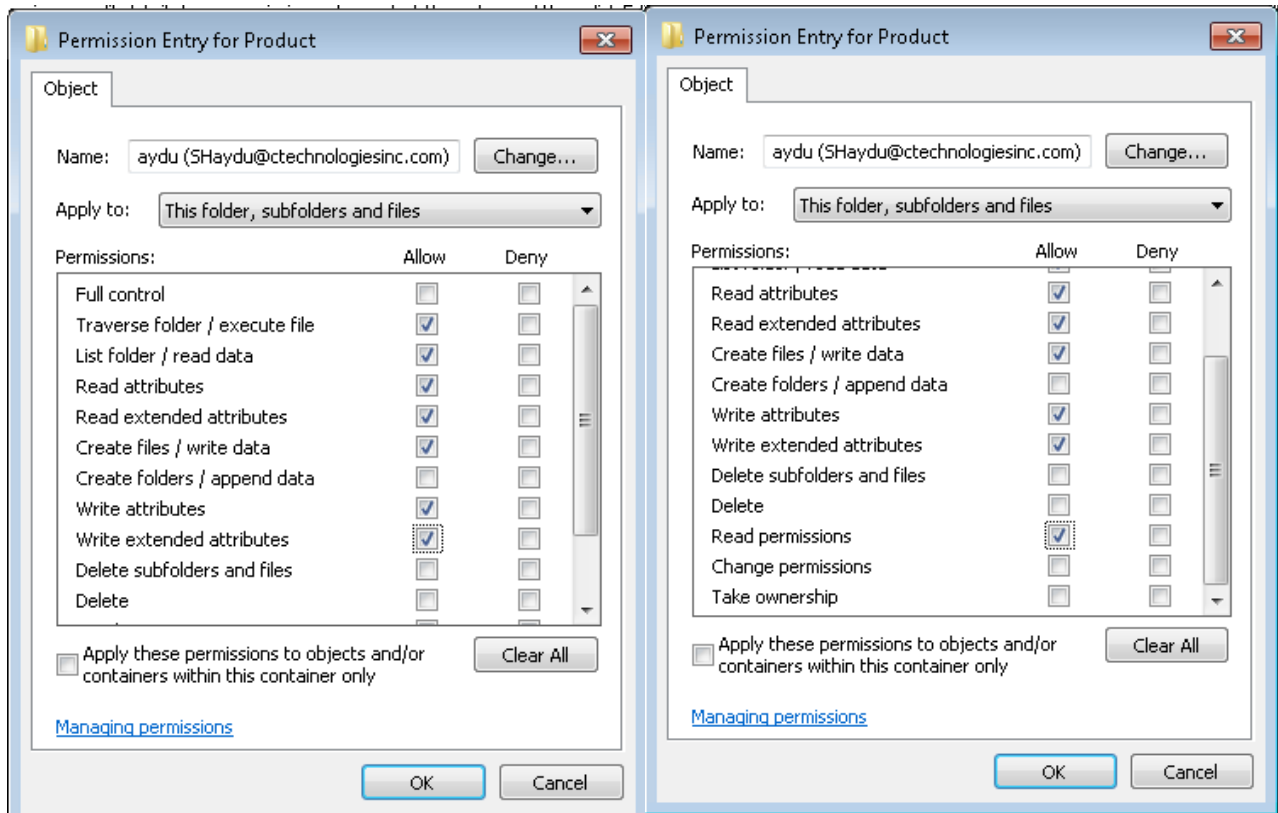 Permission Entry for Product
Object
Name: aydu (SHaydu@ctechnologiesinc.com) Change...
Apply to: This folder, subfolders and files
Permissions: Allow Deny
Full control
Traverse folder / execute file
List folder / read data
Read attributes
Read extended attributes
Create files / write data
Create folders / append data
Write attributes
Write extended attributes
Delete subfolders and files
Delete
Apply these permissions to objects and/or
containers within this container only
Clear All
Managing permissions
OK Cancel
Permission Entry for Product
Object
Name: aydu (SHaydu@ctechnologiesinc.com) Change...
Apply to: This folder, subfolders and files
Permissions: Allow Deny
Read attributes
Read extended attributes
Create files / write data
Create folders / append data
Write attributes
Write extended attributes
Delete subfolders and files
Delete
Read permissions
Change permissions
Take ownership
Apply these permissions to objects and/or
containers within this container only
Clear All
Managing permissions
OK Cancel